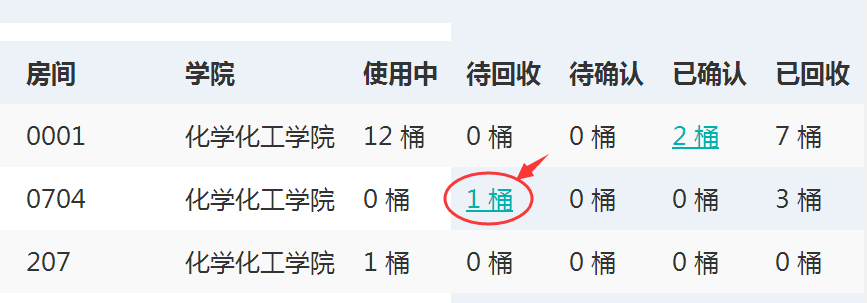 房间 学院 使用中 待回收 待确认 已确认 已回收
0001 化学化工学院 12 桶 0 桶 0 桶 2 桶 7 桶
0704 化学化工学院 0 桶 1 桶 0 桶 0 桶 3 桶
207 化学化工学院 1 桶 0 桶 0 桶 0 桶 0 桶